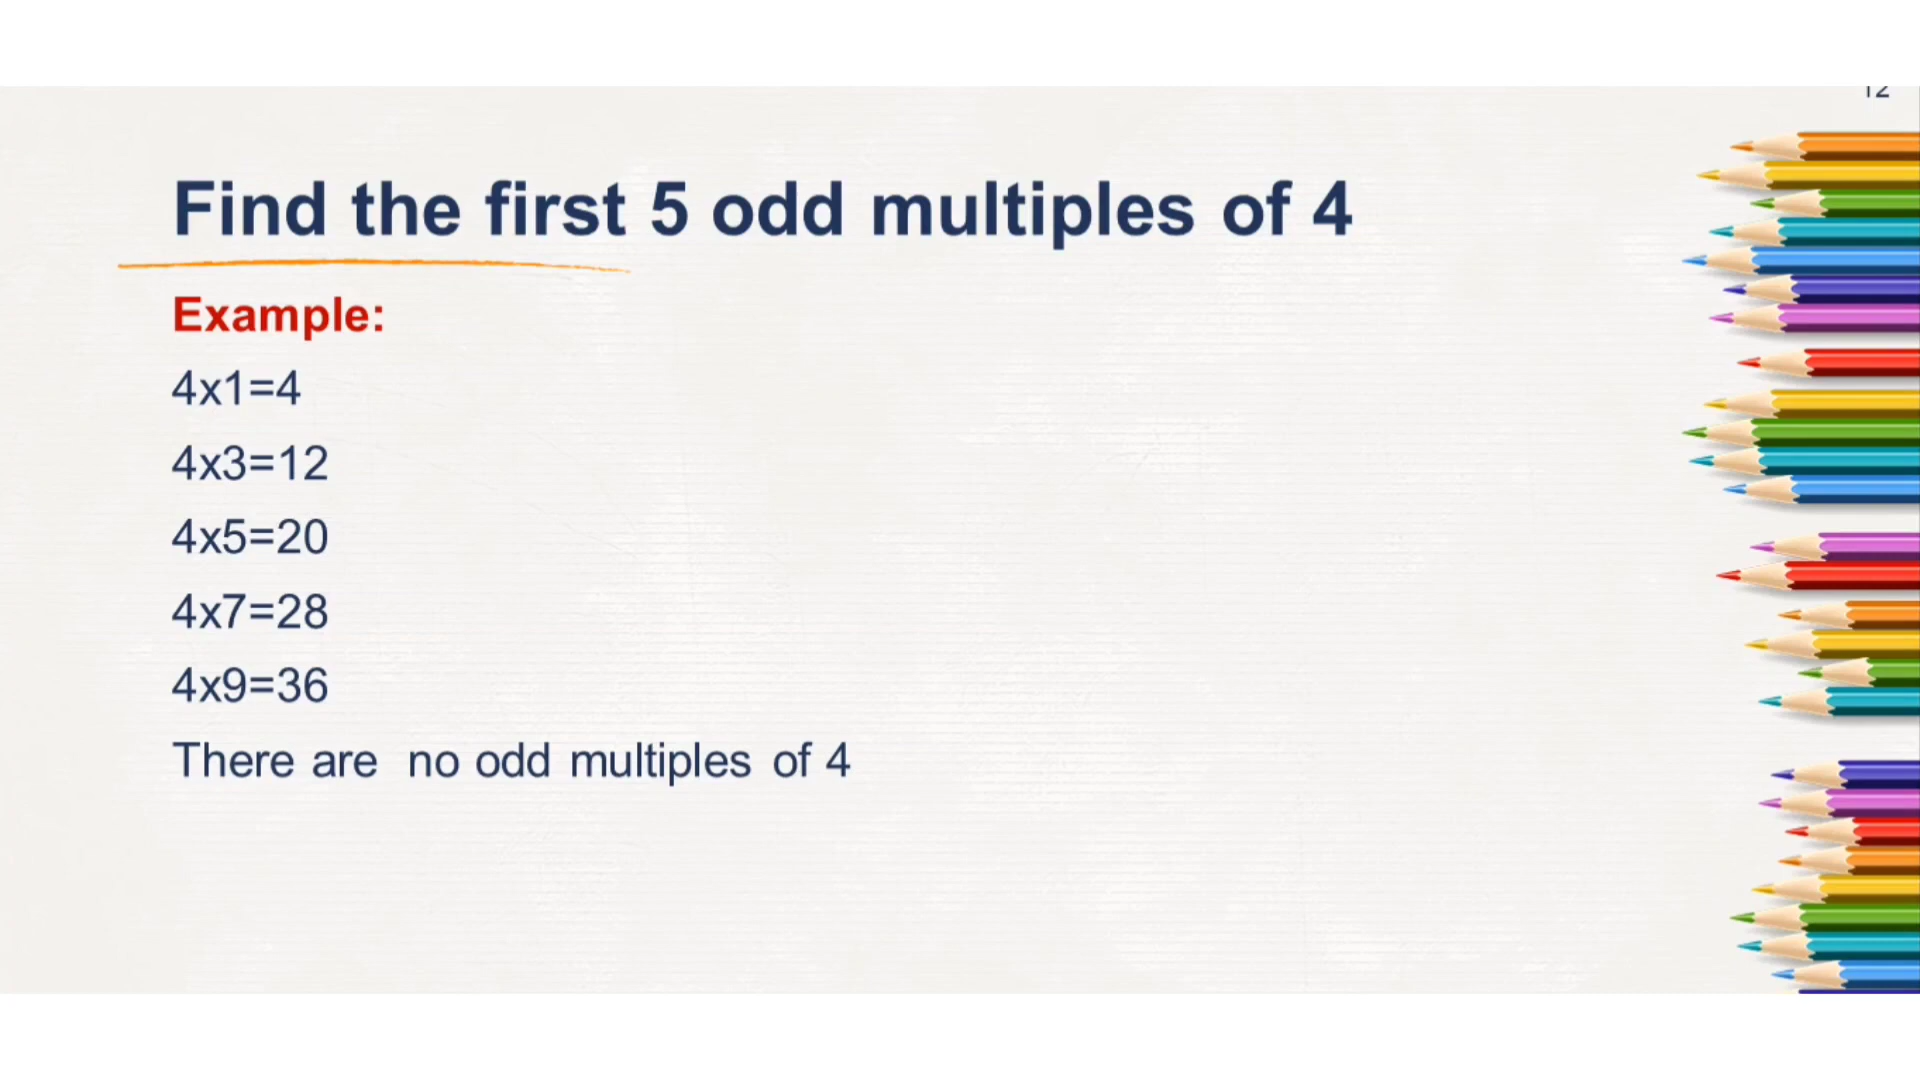 12
Find the first 5 odd multiples of 4
Example:
4x1=4
4x3=12
4x5=20
4x7=28
4x9=36
There are  no odd multiples of 4